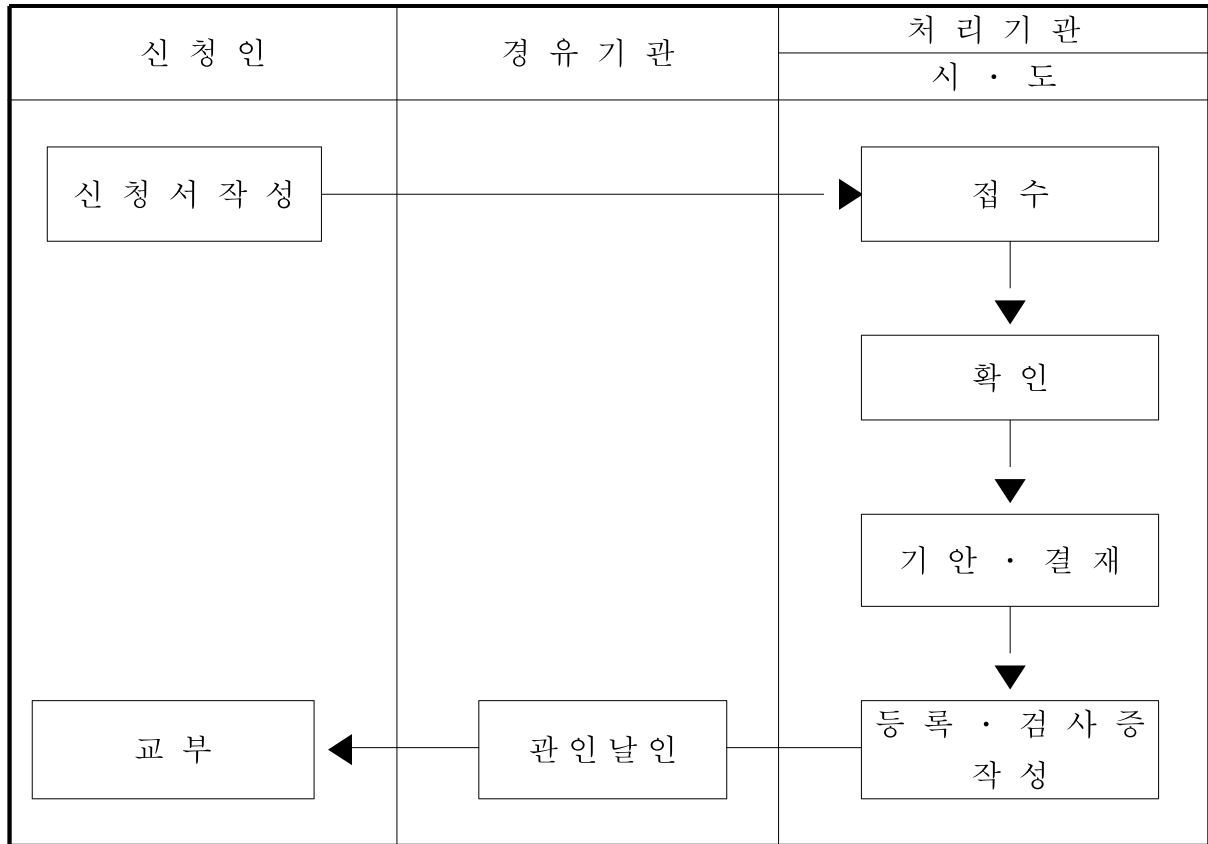 신 청 인
경 유 기 관
처 리 기 관
시 · 도
신 청 서 작 성
접 수
확 인
기 안 · 결 재
등 록 · 검 사 증
작 성
관 인 날 인
교 부